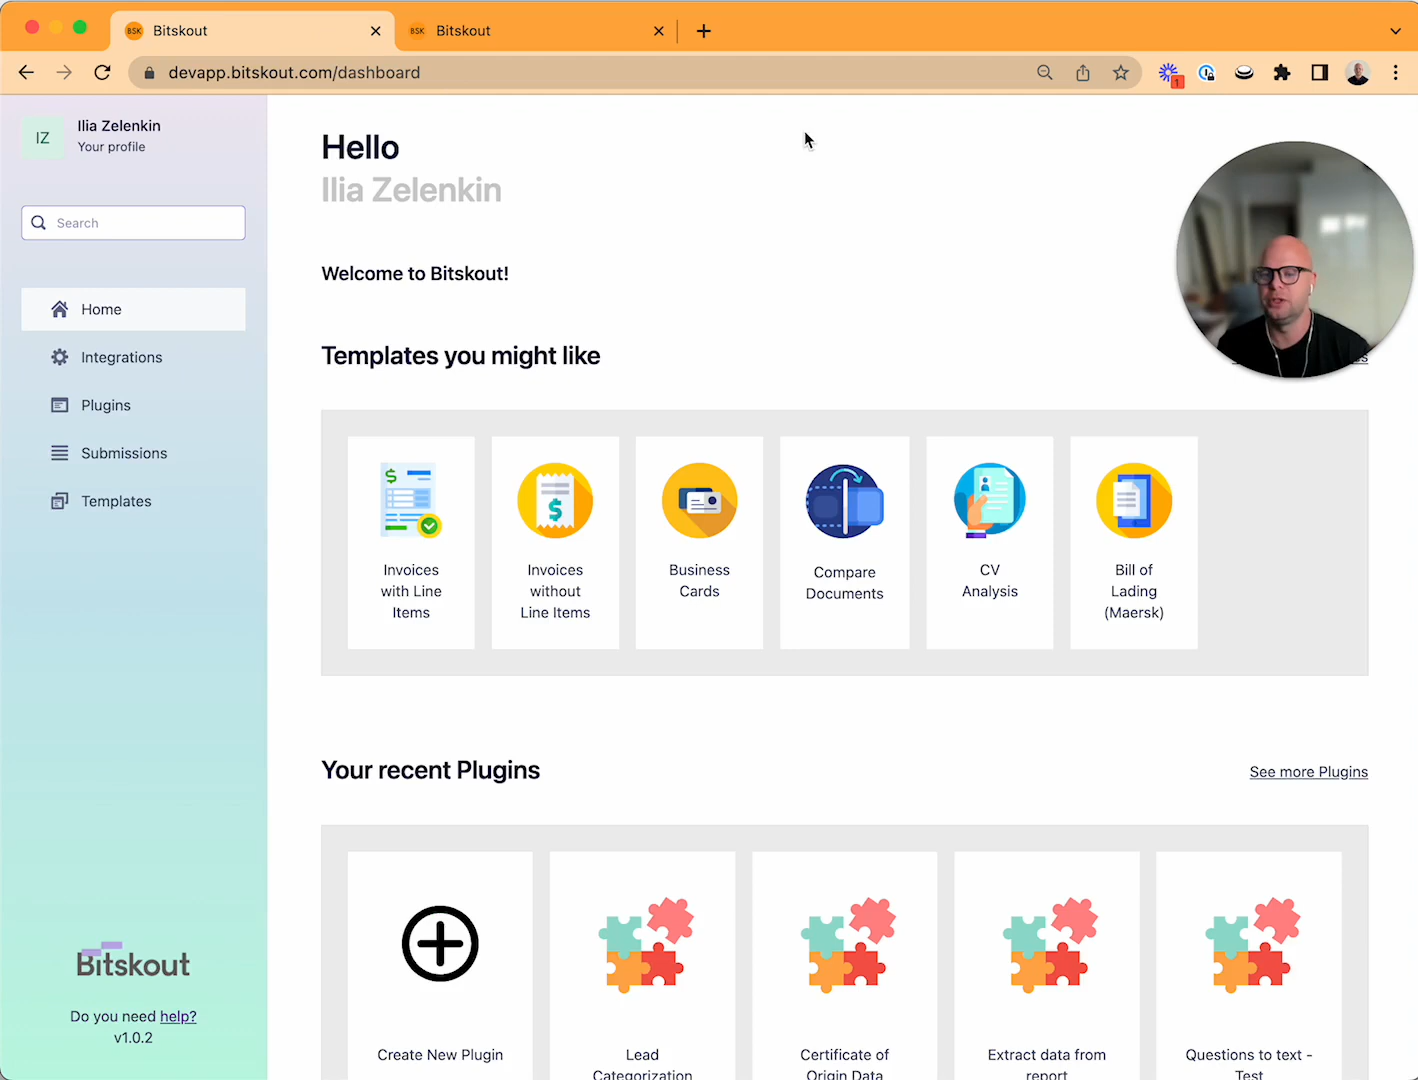 BSK Bitskout
BSK Bitskout
devapp.bitskout.com/dashboard
1
IZ
Ilia Zelenkin
Your profile
Search
Home
Integrations
Plugins
Submissions
Templates
Bitskout
Do you need help?
v1.0.2
Hello
Ilia Zelenkin
Welcome to Bitskout!
Templates you might like
Invoices
with Line
Items
Invoices
without
Line Items
Business
Cards
Compare
Documents
CV
Analysis
Bill of
Lading
(Maersk)
Your recent Plugins
See more Plugins
Create New Plugin
Lead
Categorization
Certificate of
Origin Data
Extract data from
report
Questions to text -
Test